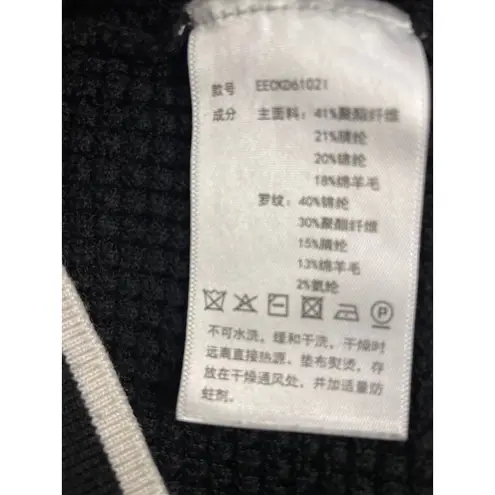 款号 EECKD61021
成分 主面料：41%聚酯纤维
21%腈纶
20%锦纶
18%绵羊毛
罗纹：40%锦纶
30%聚酯纤维
15%腈纶
13%绵羊毛
2%氨纶
P
不可水洗，缓和干洗，干燥时
远离直接热源、垫布熨烫，存
放在干燥通风处，并加适量防
蛀剂.